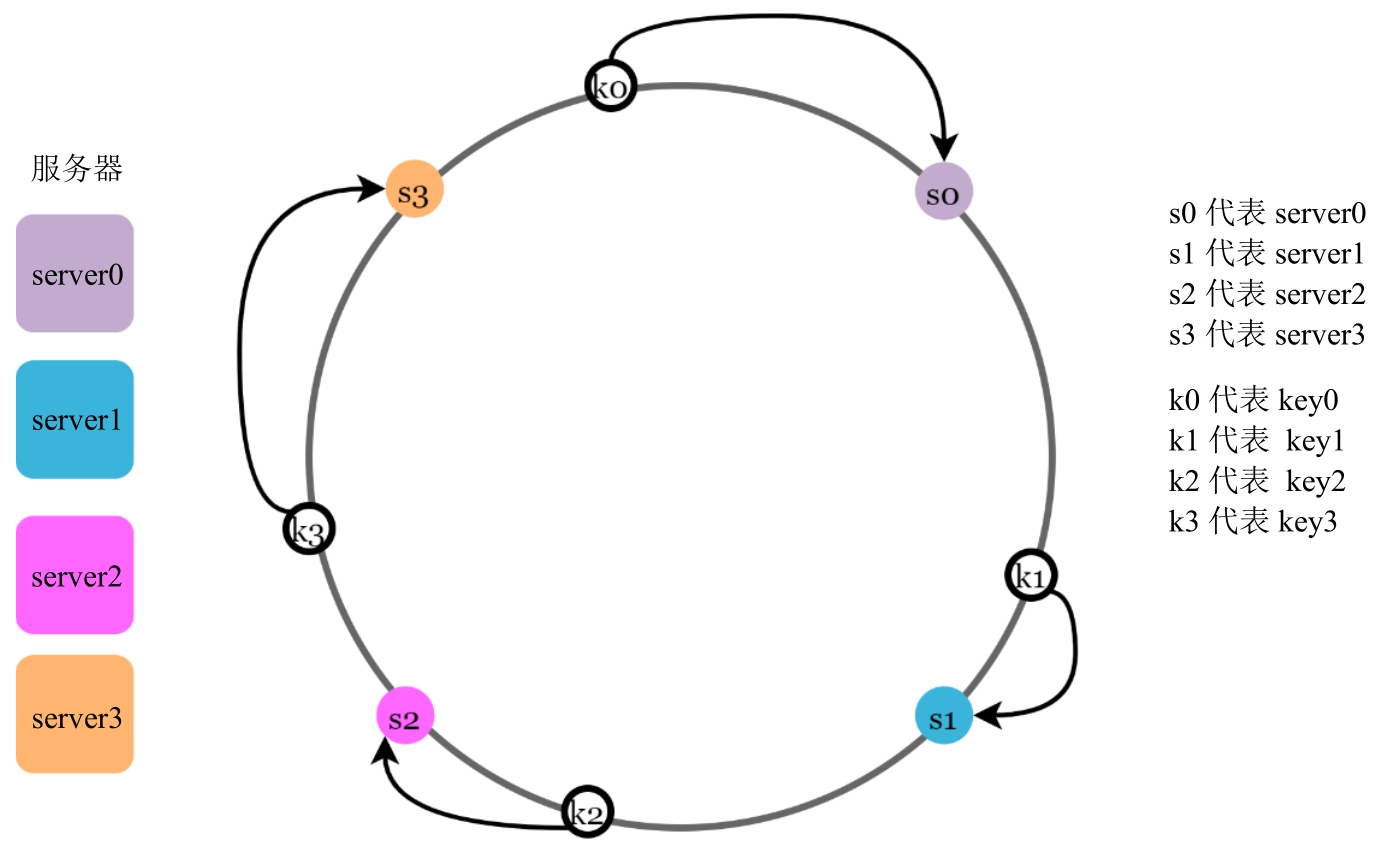 服务器
server0
server1
server2
server3
k0
s3
s0
k3
k1
s2
s1
k2
s0 代表 server0
s1 代表 server1
s2 代表 server2
s3 代表 server3
k0 代表 key0
k1 代表 key1
k2 代表 key2
k3 代表 key3